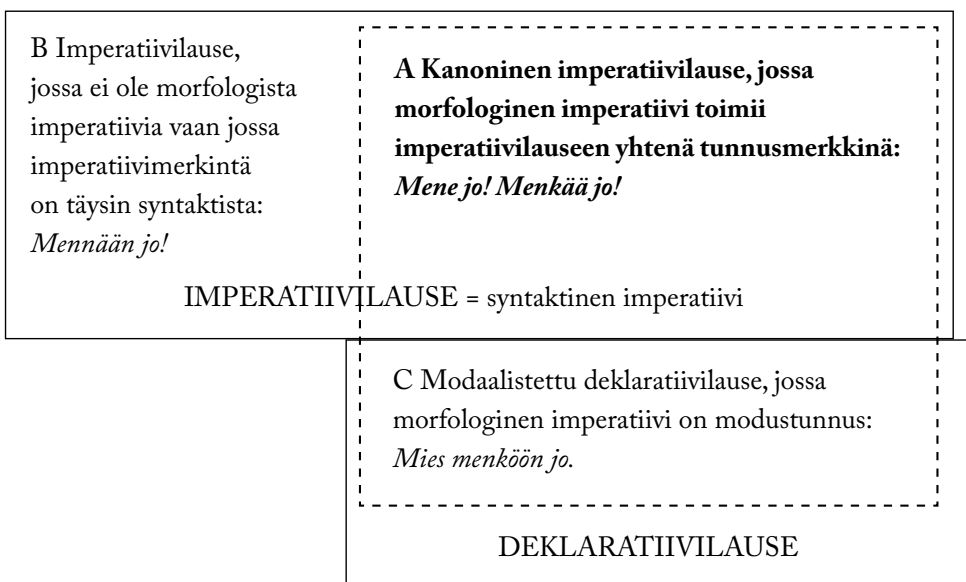 B Imperatiivilause,
jossa ei ole morfologista
imperatiivia vaan jossa
imperatiivimerkintä
on täysin syntaktista:
Mennään jo!
A Kanoninen imperatiivilause, jossa
morfologinen imperatiivi toimii
imperatiivilauseen yhtenä tunnusmerkkinä:
Mene jo! Menkää jo!
IMPERATIIVILAUSE = syntaktinen imperatiivi
C Modaalistettu deklaratiivilause, jossa
morfologinen imperatiivi on modustunnus:
Mies menköön jo.
DEKLARATIIVILAUSE